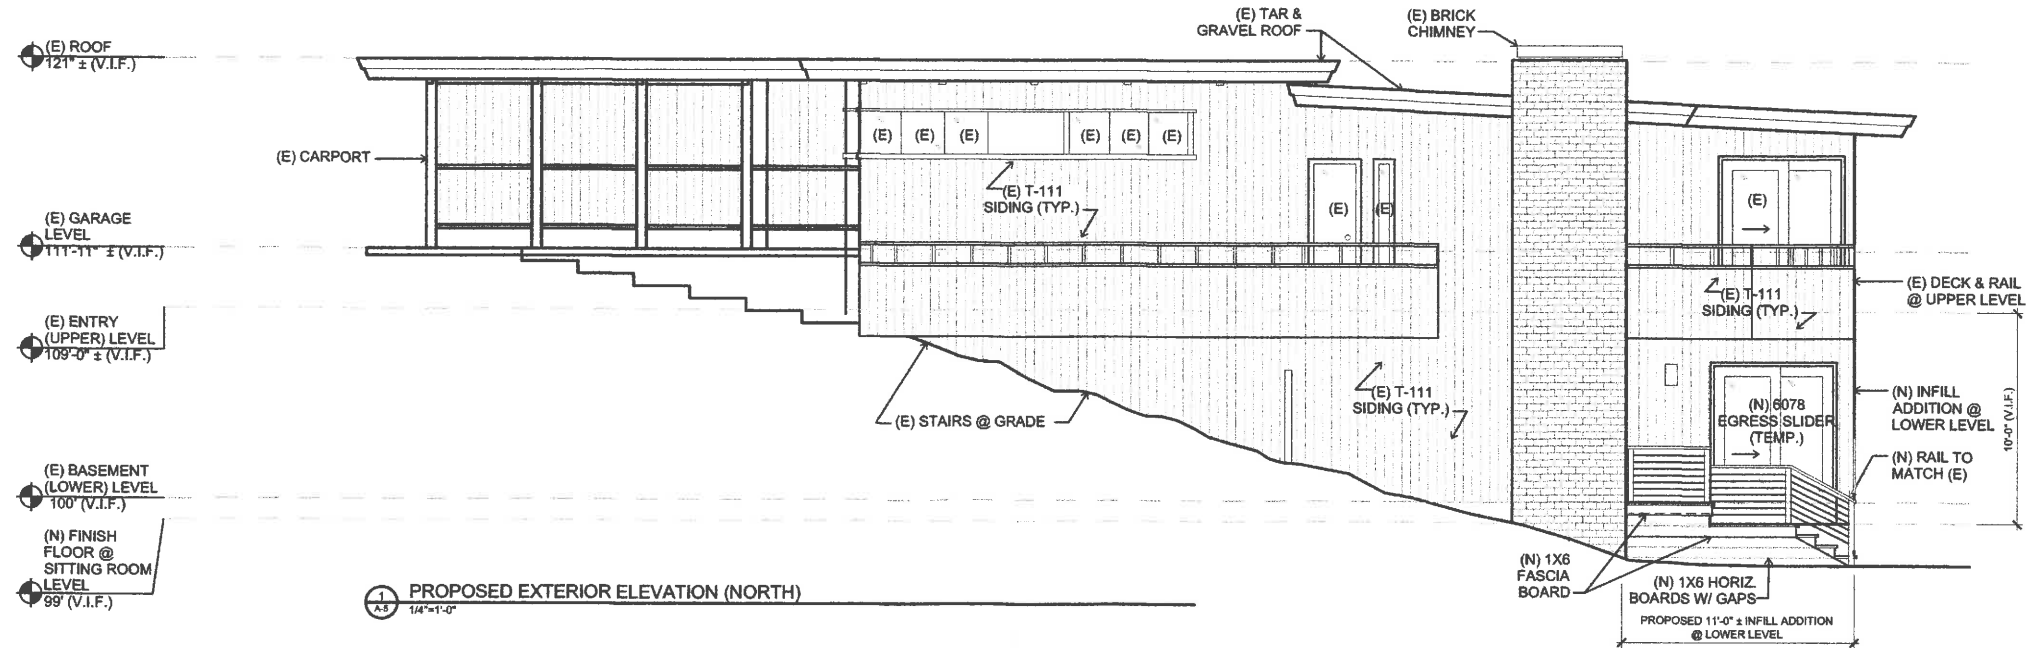 (E) TAR &
GRAVEL ROOF
(E) BRICK
CHIMNEY
(E) ROOF
121" ± (V.I.F.)
(E) CARPORT
(E) (E) (E) (E) (E) (E)
(E) T-111
SIDING (TYP.)
(E) (E)
(E)
(E) GARAGE
LEVEL
111'-11" ± (V.I.F.)
(E) T-111
SIDING (TYP.)
(E) DECK & RAIL
@ UPPER LEVEL
(E) ENTRY
(UPPER) LEVEL
109'-0" ± (V.I.F.)
(E) STAIRS @ GRADE
(E) T-111
SIDING (TYP.)
(N) 6078
EGRESS SLIDER
(TEMP.)
(N) INFILL
ADDITION @
LOWER LEVEL
10'-0" (V.I.F.)
(N) RAIL TO
MATCH (E)
(E) BASEMENT
(LOWER) LEVEL
100' (V.I.F.)
(N) FINISH
FLOOR @
SITTING ROOM
LEVEL
99' (V.I.F.)
1
A-5
PROPOSED EXTERIOR ELEVATION (NORTH)
1/4"=1'-0"
(N) 1X6
FASCIA
BOARD
(N) 1X6 HORIZ.
BOARDS W/ GAPS
PROPOSED 11'-0" ± INFILL ADDITION
@ LOWER LEVEL